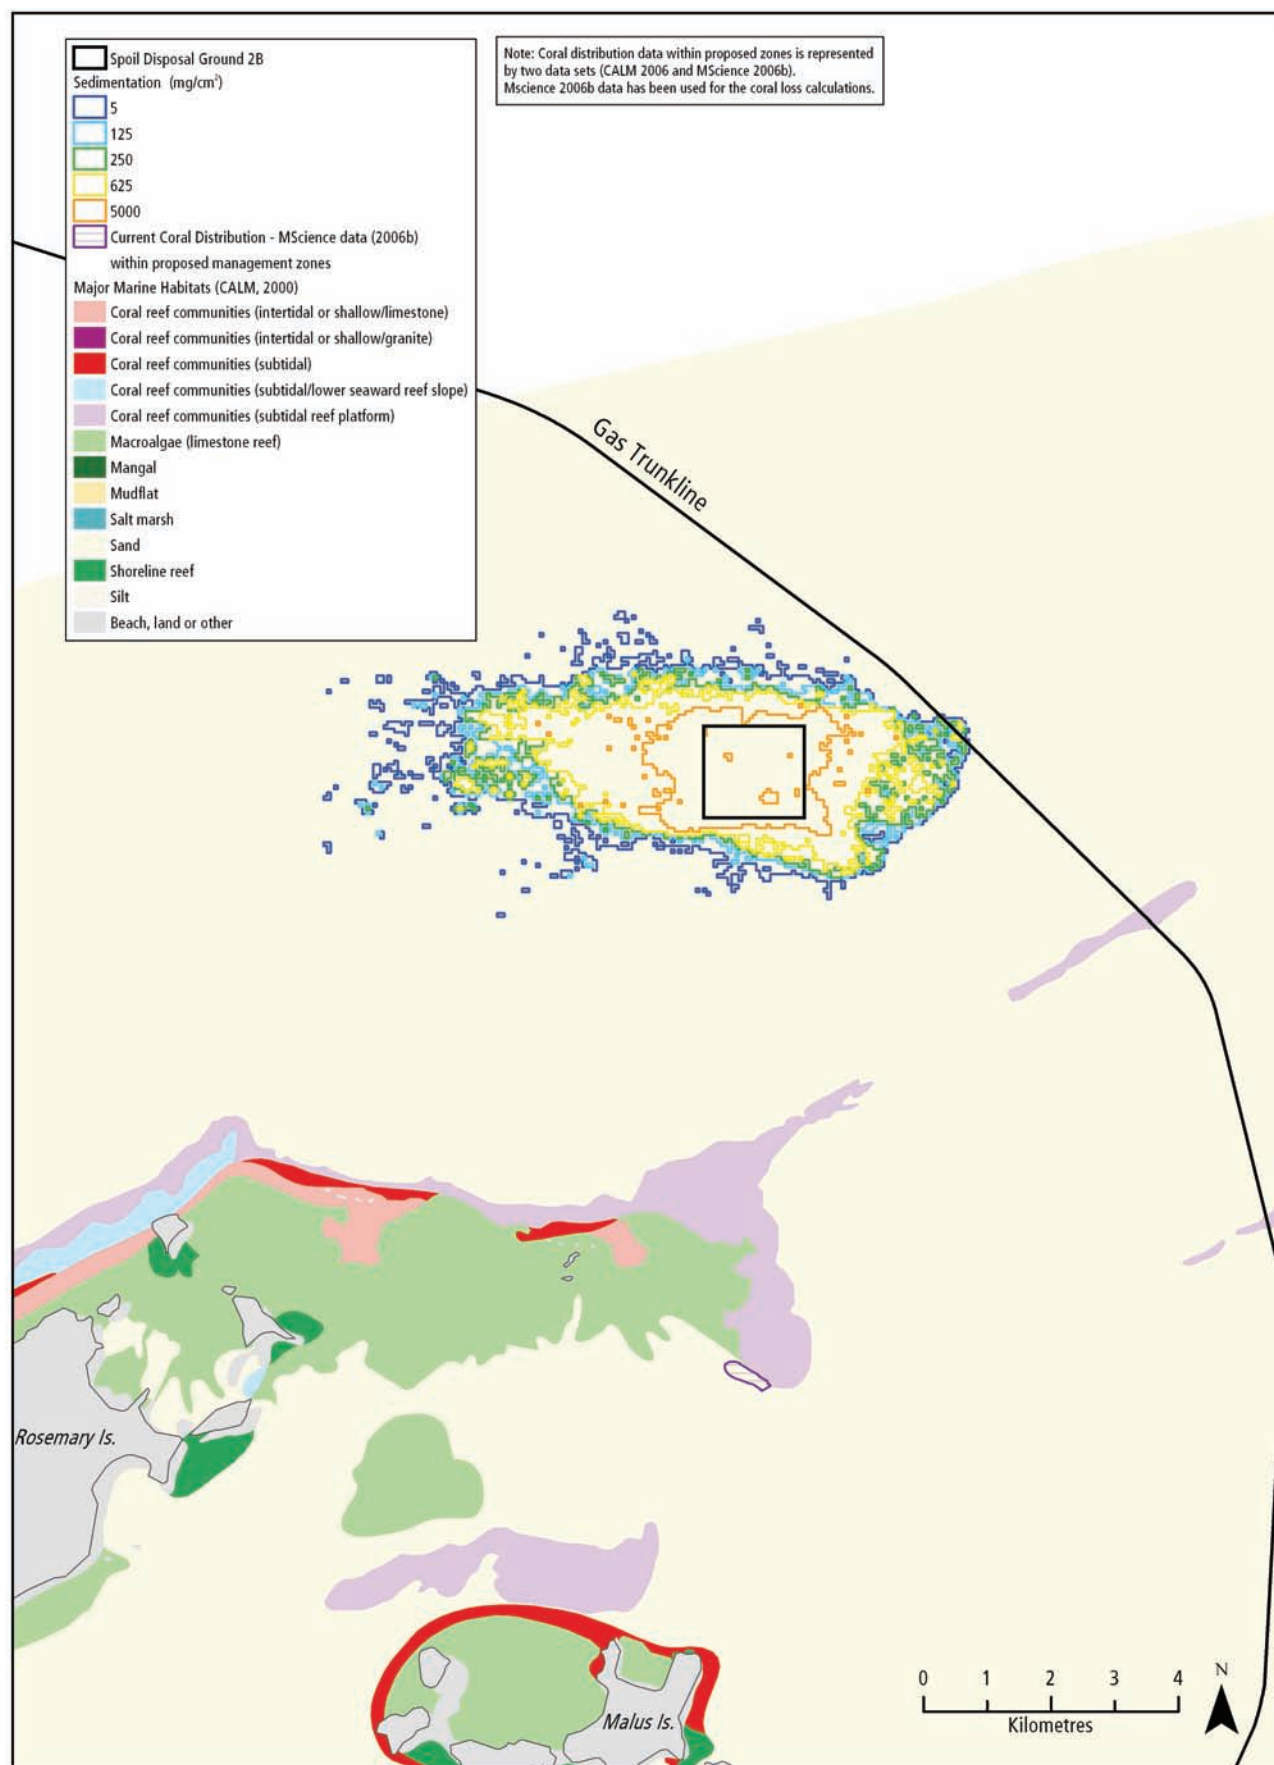 Spoil Disposal Ground 2B
Sedimentation (mg/cm²)
5
125
250
625
5000
Current Coral Distribution - MScience data (2006b)
within proposed management zones
Major Marine Habitats (CALM, 2000)
Coral reef communities (intertidal or shallow/limestone)
Coral reef communities (intertidal or shallow/granite)
Coral reef communities (subtidal)
Coral reef communities (subtidal/lower seaward reef slope)
Coral reef communities (subtidal reef platform)
Macroalgae (limestone reef)
Mangal
Mudflat
Salt marsh
Sand
Shoreline reef
Silt
Beach, land or other
Note: Coral distribution data within proposed zones is represented
by two data sets (CALM 2006 and MScience 2006b).
Mscience 2006b data has been used for the coral loss calculations.
Gas Trunkline
Rosemary Is.
Malus Is.
0 1 2 3 4
Kilometres
N